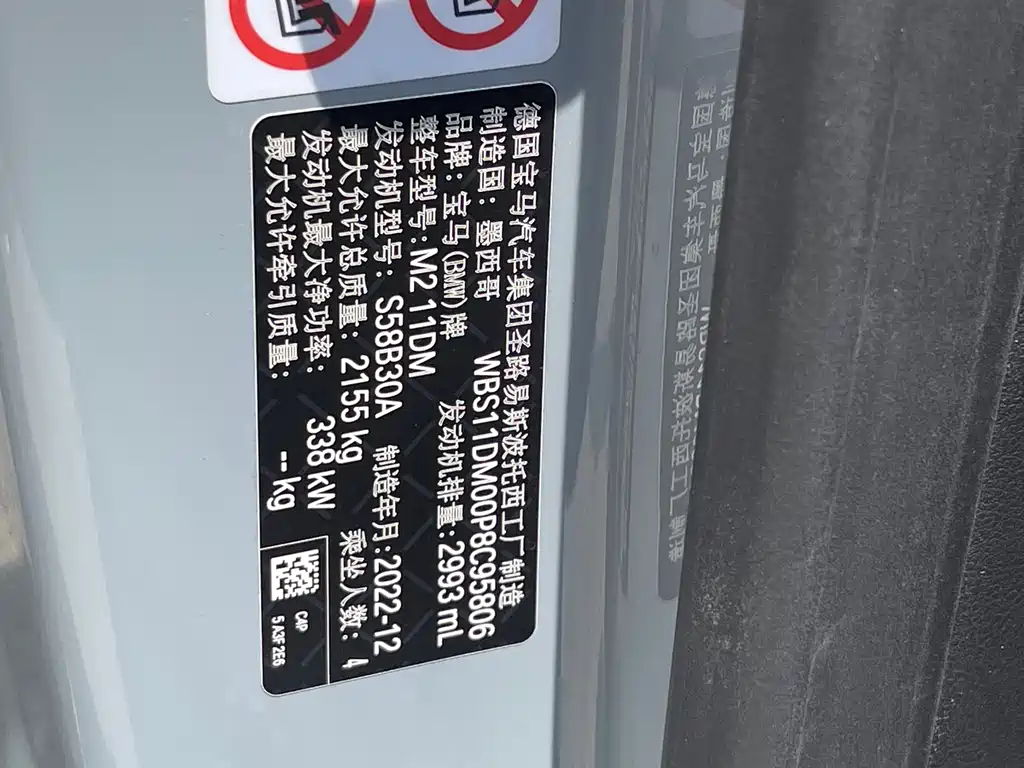 德国宝马汽车集团圣路易斯波托西工厂制造
制造国: 墨西哥 WBS11DM00P8C95806
品牌: 宝马(BMW)牌 发动机排量:2993 mL
整车型号:M2 11DM
发动机型号: S58B30A 制造年月:2022-12
最大允许总质量: 2155 kg 乘坐人数: 4
发动机最大净功率: 338 kW
最大允许牵引质量: -- kg
C4P
5A3F2E6